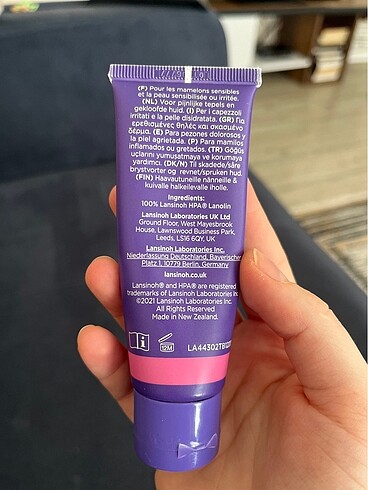 (F) Pour les mamelons sensibles
et la peau sensibilisée ou irritée.
(NL) Voor pijnlijke tepels en
gekloofde huid. (I) Per i capezzoli
irritati e la pelle disidratata. (GR) Για
ερεθισμένες θηλές και σκασμένο
δέρμα. (E) Para pezones dolorosos y
la piel agrietada. (P) Para mamilos
inflamados ou gretados. (TR) Göğüs
uçlarını yumuşatmaya ve korumaya
yardımcı. (DK/N) Til skadede/såre
brystvorter og revnet/sprukken hud.
(FIN) Haavautuneille nänneille &
kuivalle halkeilevalle iholle.
Ingredients:
100% Lansinoh HPA® Lanolin
Lansinoh Laboratories UK Ltd
Ground Floor, West Mayesbrook
House, Lawnswood Business Park,
Leeds, LS16 6QY, UK
Lansinoh Laboratories Inc.
Niederlassung Deutschland, Bayerischer
Platz 1, 10779 Berlin, Germany
lansinoh.co.uk
Lansinoh® and HPA® are registered
trademarks of Lansinoh Laboratories Inc.
©2021 Lansinoh Laboratories Inc.
All Rights Reserved
Made in New Zealand.
12M